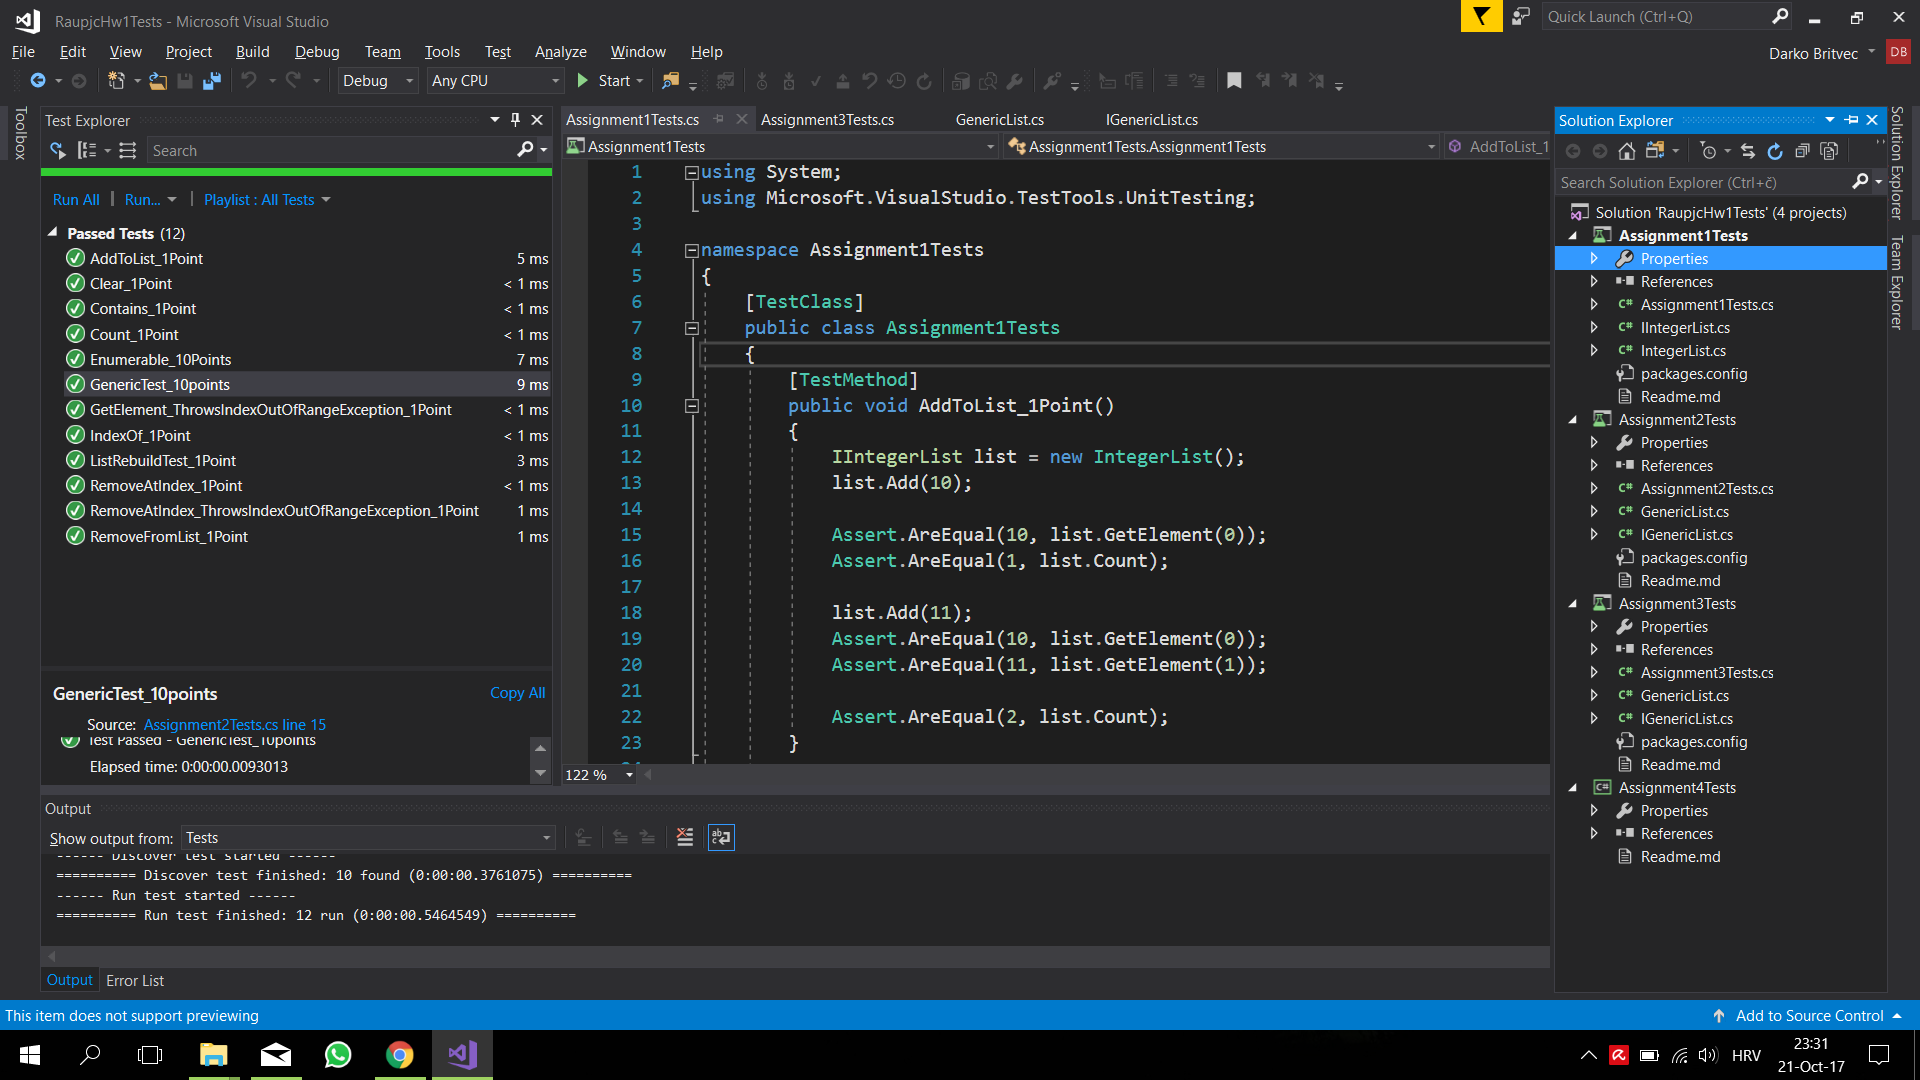 RaupjcHw1Tests - Microsoft Visual Studio
Quick Launch (Ctrl+Q)
File Edit View Project Build Debug Team Tools Test Analyze Window Help
Darko Britvec DB
Debug Any CPU Start
Toolbox
Test Explorer
Search
Run All Run... Playlist : All Tests
Passed Tests (12)
AddToList_1Point 5 ms
Clear_1Point < 1 ms
Contains_1Point < 1 ms
Count_1Point < 1 ms
Enumerable_10Points 7 ms
GenericTest_10points 9 ms
GetElement_ThrowsIndexOutOfRangeException_1Point < 1 ms
IndexOf_1Point < 1 ms
ListRebuildTest_1Point 3 ms
RemoveAtIndex_1Point < 1 ms
RemoveAtIndex_ThrowsIndexOutOfRangeException_1Point 1 ms
RemoveFromList_1Point 1 ms
GenericTest_10points Copy All
Source: Assignment2Tests.cs line 15
Test Passed - GenericTest_10points
Elapsed time: 0:00:00.0093013
Assignment1Tests.cs Assignment3Tests.cs GenericList.cs IGenericList.cs
Assignment1Tests Assignment1Tests.Assignment1Tests AddToList_1
1 using System;
2 using Microsoft.VisualStudio.TestTools.UnitTesting;
3
4 namespace Assignment1Tests
5 {
6 [TestClass]
7 public class Assignment1Tests
8 {
9 [TestMethod]
10 public void AddToList_1Point()
11 {
12 IIntegerList list = new IntegerList();
13 list.Add(10);
14
15 Assert.AreEqual(10, list.GetElement(0));
16 Assert.AreEqual(1, list.Count);
17
18 list.Add(11);
19 Assert.AreEqual(10, list.GetElement(0));
20 Assert.AreEqual(11, list.GetElement(1));
21
22 Assert.AreEqual(2, list.Count);
23 }
122 %
Output
Show output from: Tests
------ Discover test started ------
========== Discover test finished: 10 found (0:00:00.3761075) ==========
------ Run test started ------
========== Run test finished: 12 run (0:00:00.5464549) ==========
Output Error List
Solution Explorer
Search Solution Explorer (Ctrl+č)
Solution 'RaupjcHw1Tests' (4 projects)
Assignment1Tests
Properties
References
C# Assignment1Tests.cs
C# IIntegerList.cs
C# IntegerList.cs
packages.config
Readme.md
Assignment2Tests
Properties
References
C# Assignment2Tests.cs
C# GenericList.cs
C# IGenericList.cs
packages.config
Readme.md
Assignment3Tests
Properties
References
C# Assignment3Tests.cs
C# GenericList.cs
C# IGenericList.cs
packages.config
Readme.md
C# Assignment4Tests
Properties
References
Readme.md
Solution Explorer
Team Explorer
This item does not support previewing
Add to Source Control
HRV
23:31
21-Oct-17